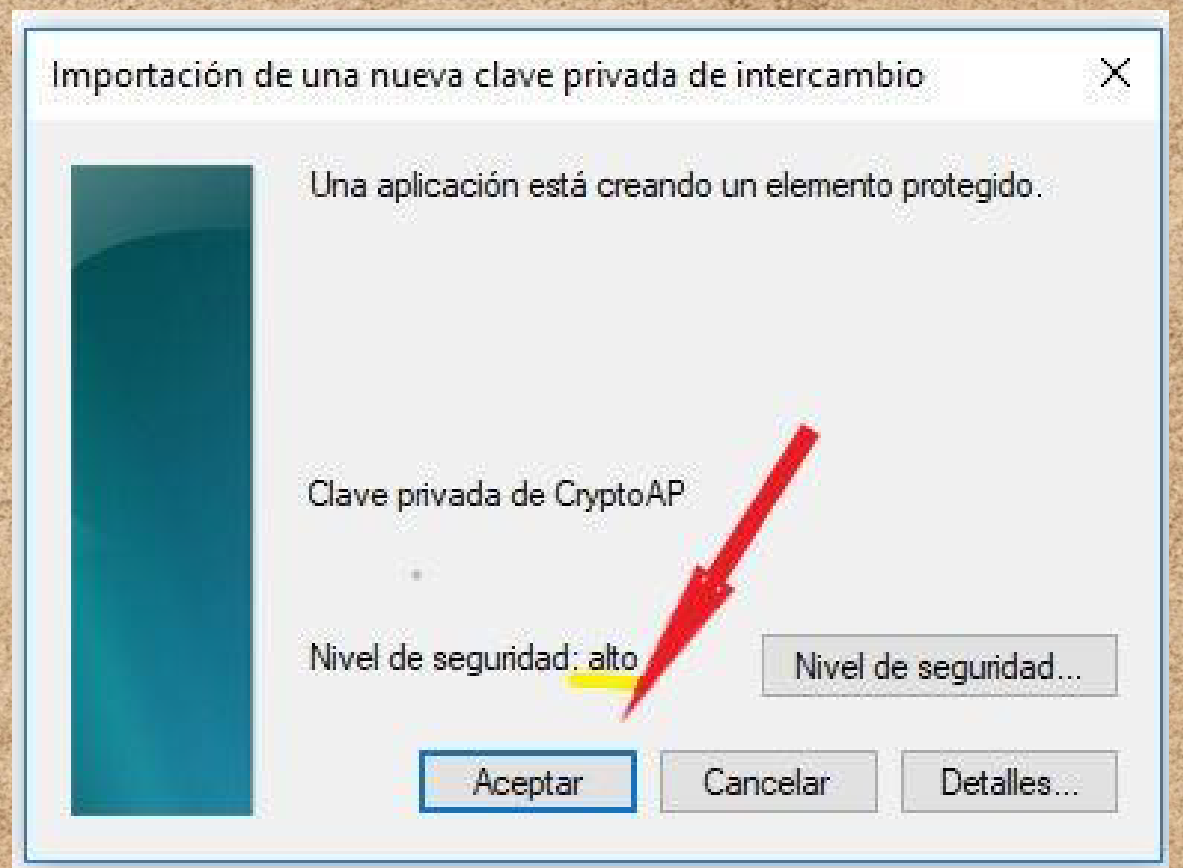 Importación de una nueva clave privada de intercambio
Una aplicación está creando un elemento protegido.
Clave privada de CryptoAP
Nivel de seguridad: alto
Nivel de seguridad...
Aceptar
Cancelar
Detalles...